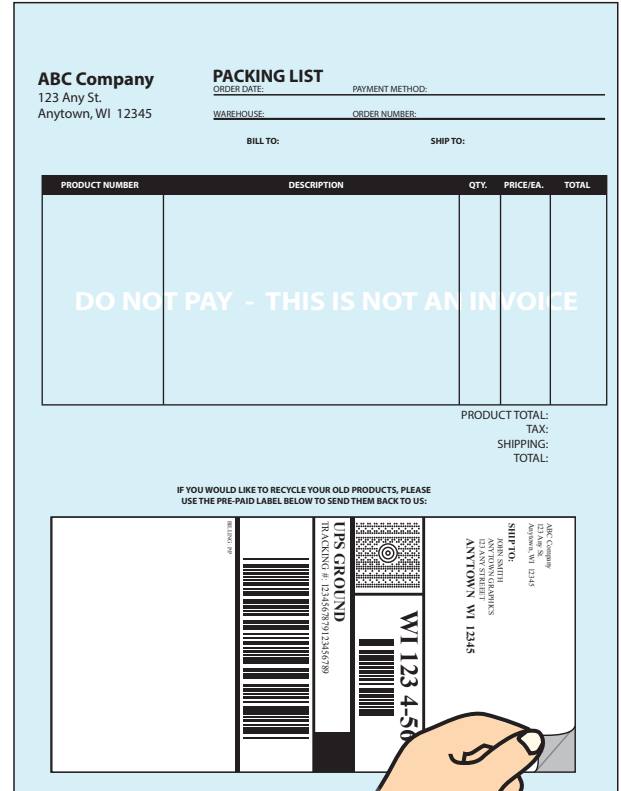 ABC Company
123 Any St.
Anytown, WI 12345
PACKING LIST
ORDER DATE: PAYMENT METHOD:
WAREHOUSE: ORDER NUMBER:
BILL TO: SHIP TO:
PRODUCT NUMBER DESCRIPTION QTY. PRICE/EA. TOTAL
DO NOT PAY - THIS IS NOT AN INVOICE
PRODUCT TOTAL:
TAX:
SHIPPING:
TOTAL:
IF YOU WOULD LIKE TO RECYCLE YOUR OLD PRODUCTS, PLEASE
USE THE PRE-PAID LABEL BELOW TO SEND THEM BACK TO US:
ABC Company
123 Any St.
Anytown, WI 12345
SHIP TO:
JOHN SMITH
ANYTOWN GRAPHICS
123 ANY STREEET
ANYTOWN WI 12345
WI 123 4-56
UPS GROUND
TRACKING #: 1234567879123456789
BILLING: P/P